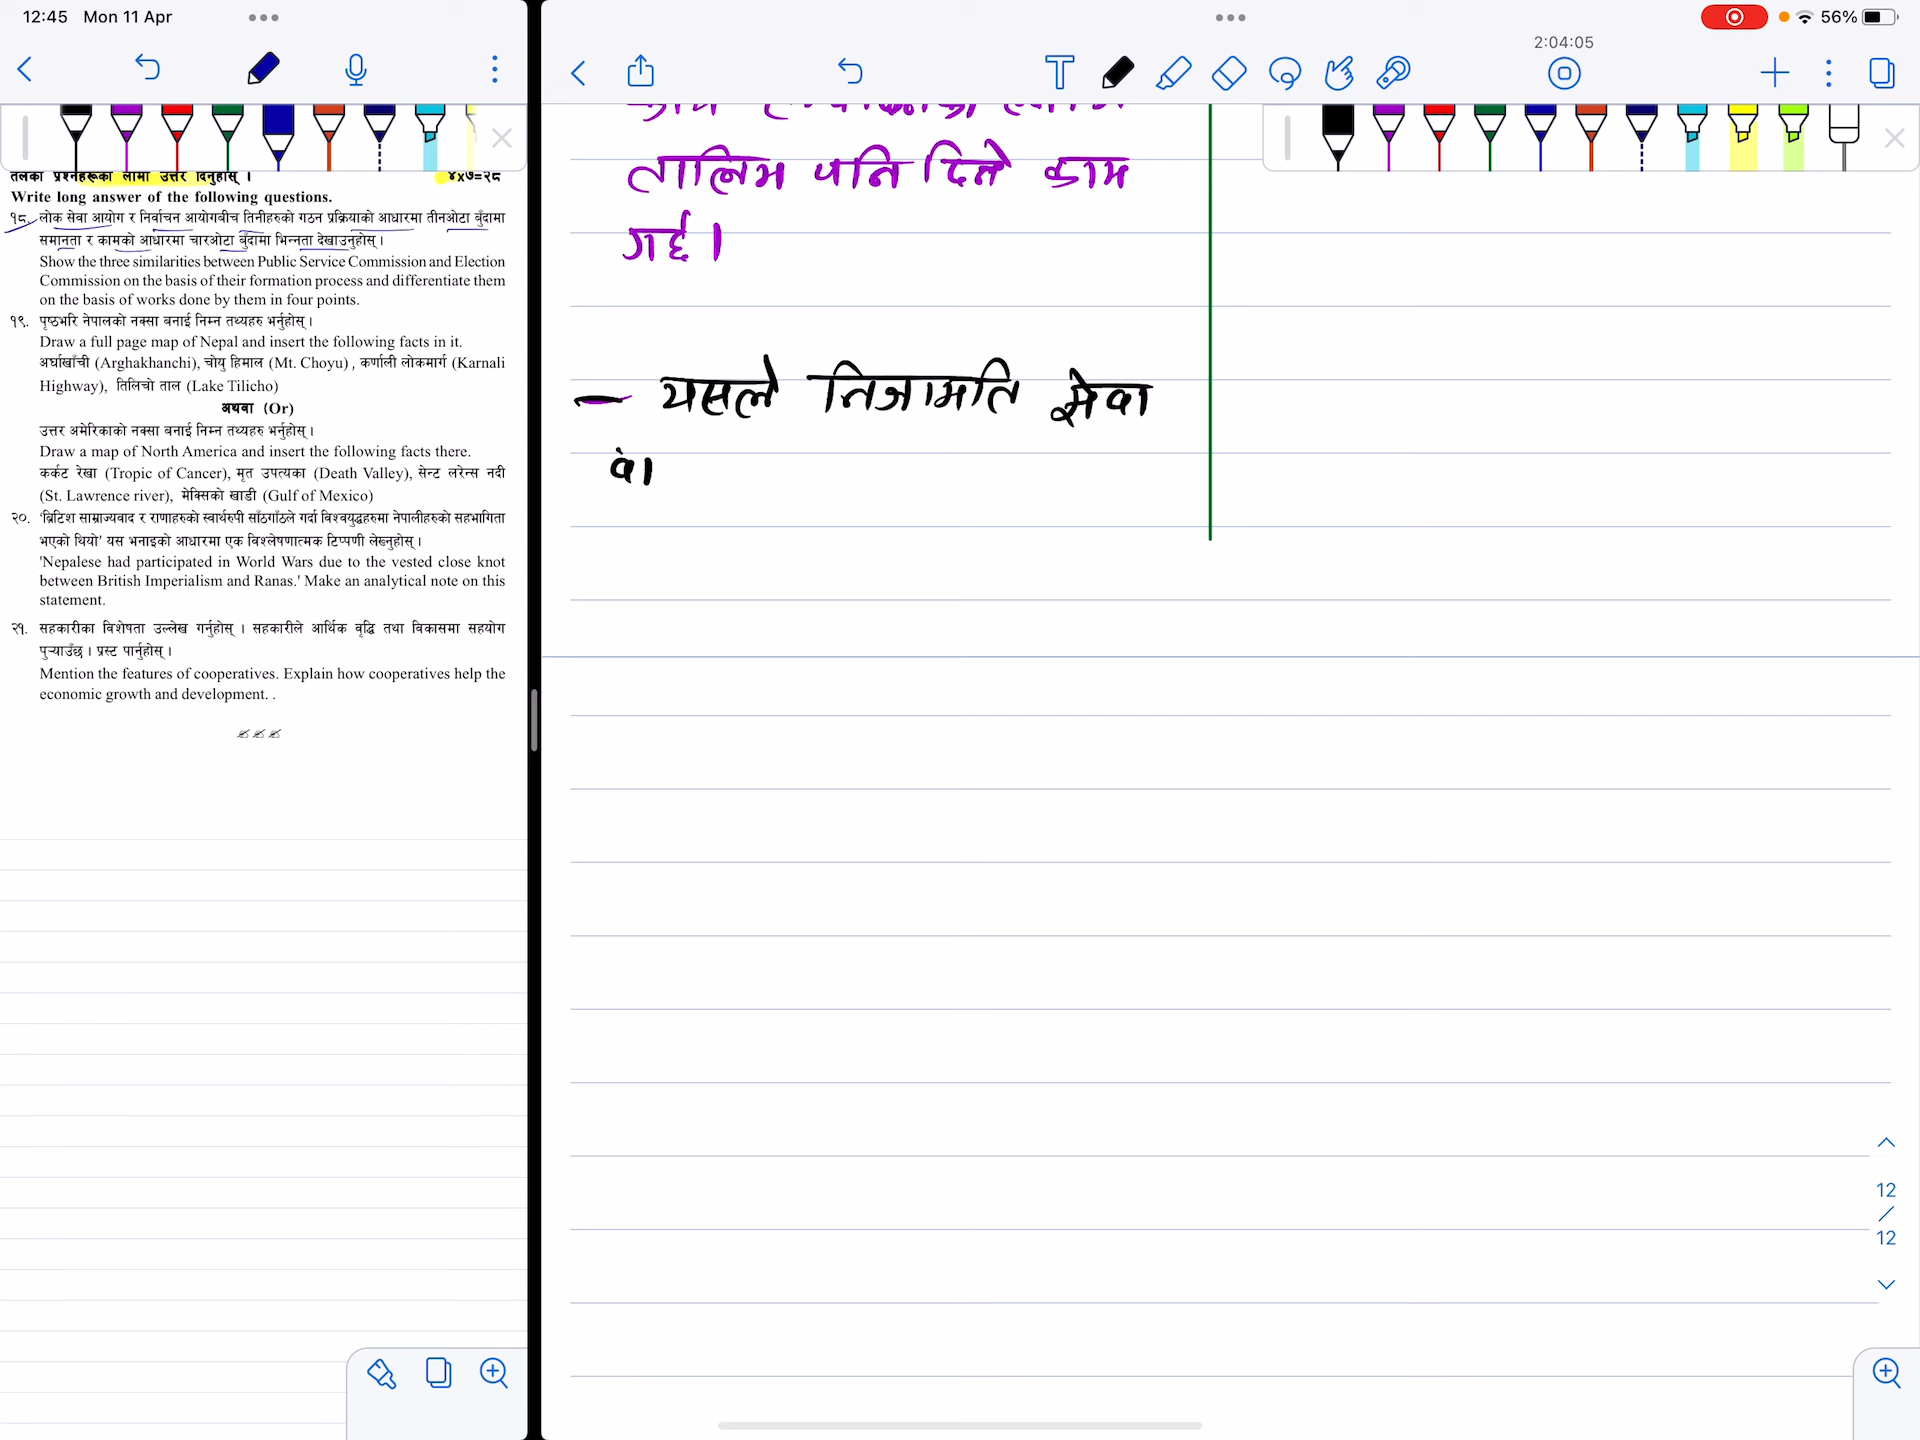 12:45 Mon 11 Apr
56%
2:04:05
तलका प्रश्नहरूका लामा उत्तर दिनुहोस् । ४x७=२८
Write long answer of the following questions.
१८. लोक सेवा आयोग र निर्वाचन आयोगबीच तिनीहरुको गठन प्रक्रियाको आधारमा तीनओटा बुँदामा
समानता र कामको आधारमा चारओटा बुँदामा भिन्नता देखाउनुहोस् ।
Show the three similarities between Public Service Commission and Election
Commission on the basis of their formation process and differentiate them
on the basis of works done by them in four points.
१९. पृष्ठभरि नेपालको नक्सा बनाई निम्न तथ्यहरु भर्नुहोस् ।
Draw a full page map of Nepal and insert the following facts in it.
अर्घाखाँची (Arghakhanchi), चोयु हिमाल (Mt. Choyu), कर्णाली लोकमार्ग (Karnali
Highway), तिलिचो ताल (Lake Tilicho)
अथवा (Or)
उत्तर अमेरिकाको नक्सा बनाई निम्न तथ्यहरु भर्नुहोस् ।
Draw a map of North America and insert the following facts there.
कर्कट रेखा (Tropic of Cancer), मृत उपत्यका (Death Valley), सेन्ट लरेन्स नदी
(St. Lawrence river), मेक्सिको खाडी (Gulf of Mexico)
२०. 'ब्रिटिश साम्राज्यवाद र राणाहरुको स्वार्थरुपी साँठगाँठले गर्दा विश्वयुद्धहरुमा नेपालीहरुको सहभागिता
भएको थियो' यस भनाइको आधारमा एक विश्लेषणात्मक टिप्पणी लेख्नुहोस् ।
'Nepalese had participated in World Wars due to the vested close knot
between British Imperialism and Ranas.' Make an analytical note on this
statement.
२१. सहकारीका विशेषता उल्लेख गर्नुहोस् । सहकारीले आर्थिक वृद्धि तथा विकासमा सहयोग
पुऱ्याउँछ । प्रस्ट पार्नुहोस् ।
Mention the features of cooperatives. Explain how cooperatives help the
economic growth and development. .
तालिम पनि दिने काम
गर्छ ।
- यसले निजामति सेवा
वा
12
/
12